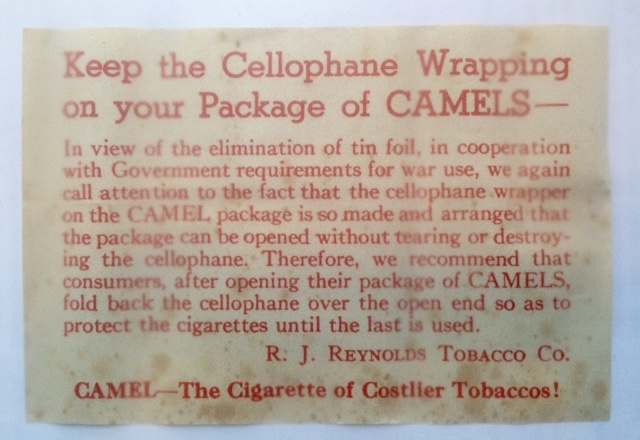 Keep the Cellophane Wrapping
on your Package of CAMELS—
In view of the elimination of tin foil, in cooperation
with Government requirements for war use, we again
call attention to the fact that the cellophane wrapper
on the CAMEL package is so made and arranged that
the package can be opened without tearing or destroy-
ing the cellophane. Therefore, we recommend that
consumers, after opening their package of CAMELS,
fold back the cellophane over the open end so as to
protect the cigarettes until the last is used.
R. J. REYNOLDS TOBACCO CO.
CAMEL—The Cigarette of Costlier Tobaccos!